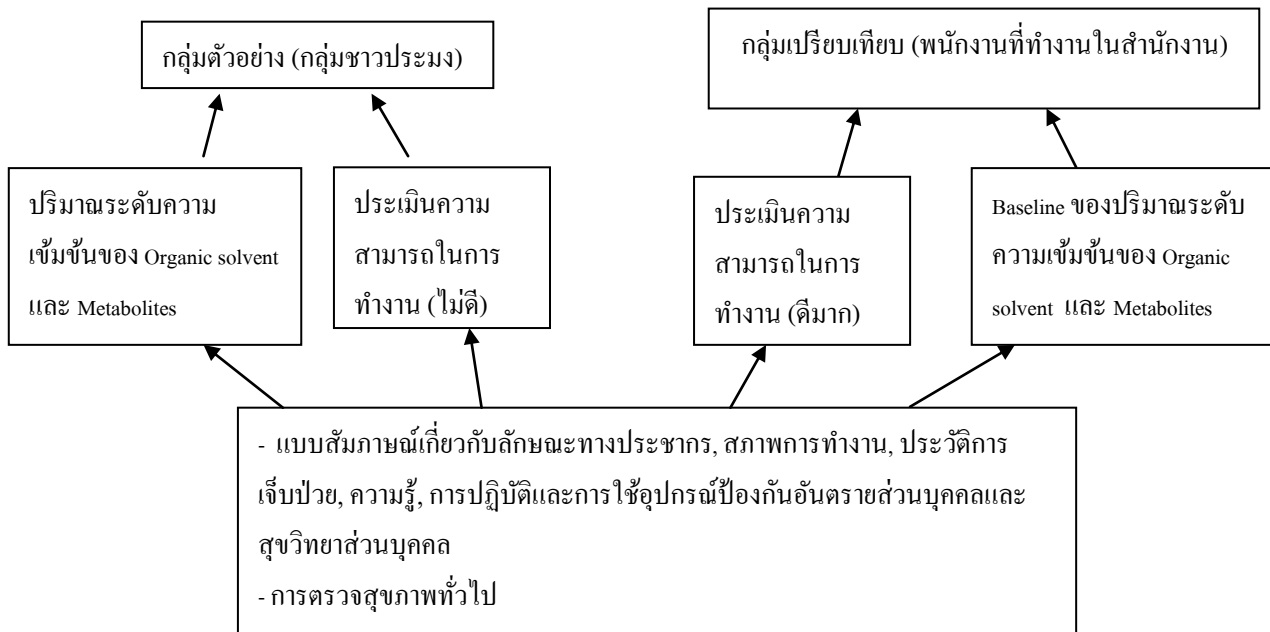 กลุ่มตัวอย่าง (กลุ่มชาวประมง)
กลุ่มเปรียบเทียบ (พนักงานที่ทำงานในสำนักงาน)
ปริมาณระดับความ
เข้มข้นของ Organic solvent
และ Metabolites
ประเมินความ
สามารถในการ
ทำงาน (ไม่ดี)
ประเมินความ
สามารถในการ
ทำงาน (ดีมาก)
Baseline ของปริมาณระดับ
ความเข้มข้นของ Organic
solvent และ Metabolites
- แบบสัมภาษณ์เกี่ยวกับลักษณะทางประชากร, สภาพการทำงาน, ประวัติการ
เจ็บป่วย, ความรู้, การปฏิบัติและการใช้อุปกรณ์ป้องกันอันตรายส่วนบุคคลและ
สุขวิทยาส่วนบุคคล
- การตรวจสุขภาพทั่วไป